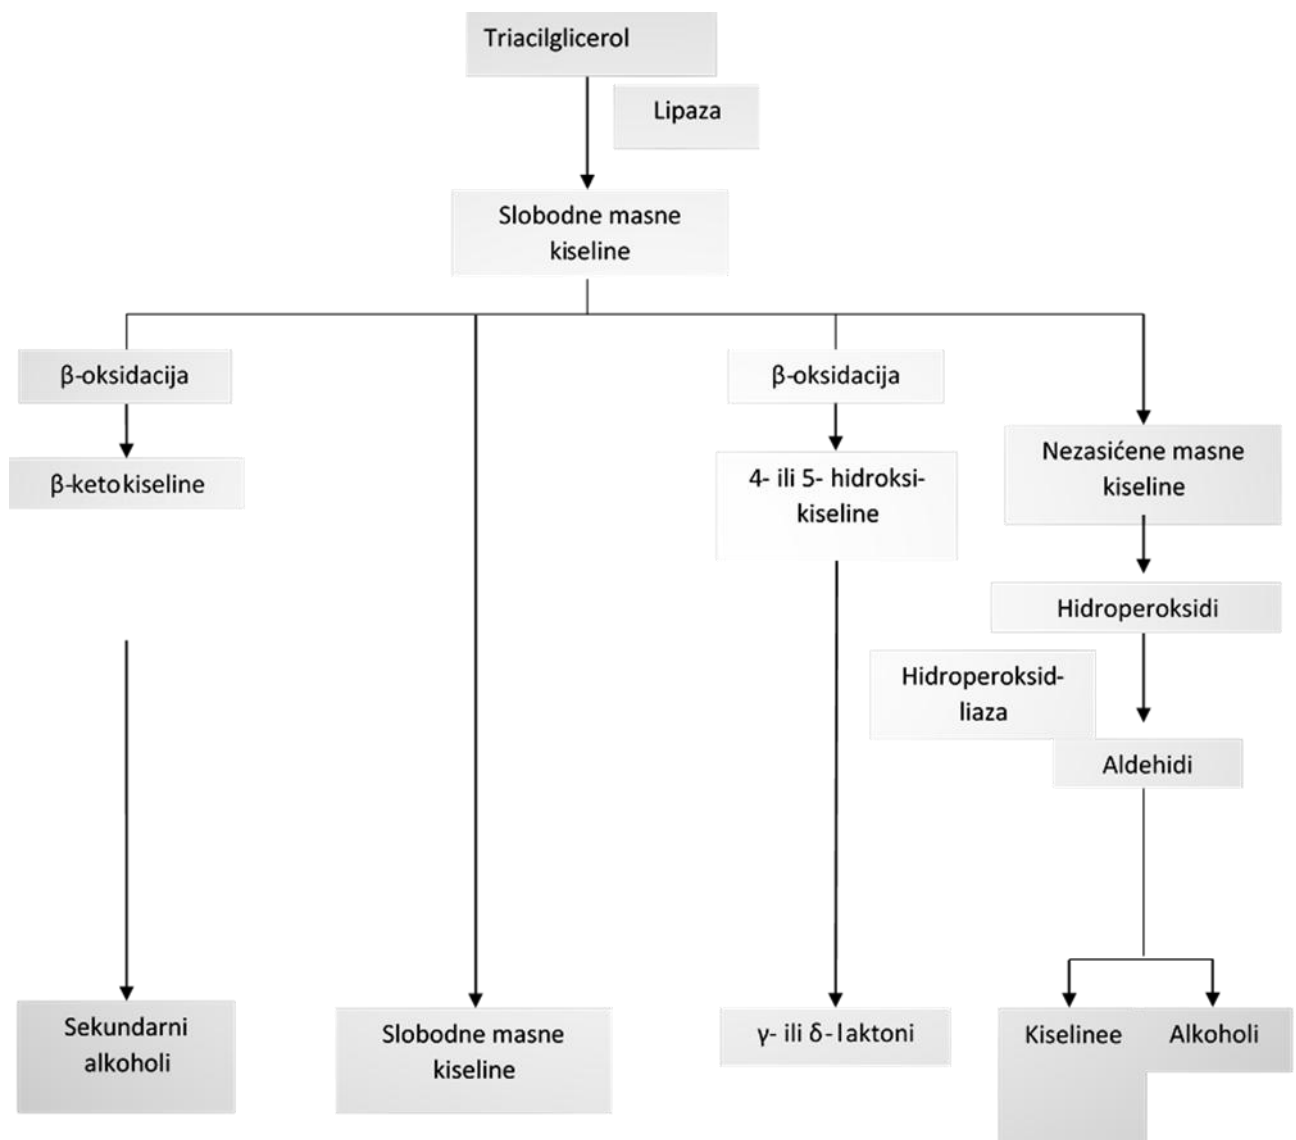 Triacilglicerol
Lipaza
Slobodne masne
kiseline
β-oksidacija
β-oksidacija
β-ketokiseline
4- ili 5- hidroksi-
kiseline
Nezasićene masne
kiseline
Hidroperoksidi
Hidroperoksid-
liaza
Aldehidi
Sekundarni
alkoholi
Slobodne masne
kiseline
γ- ili δ-laktoni
Kiselinee
Alkoholi